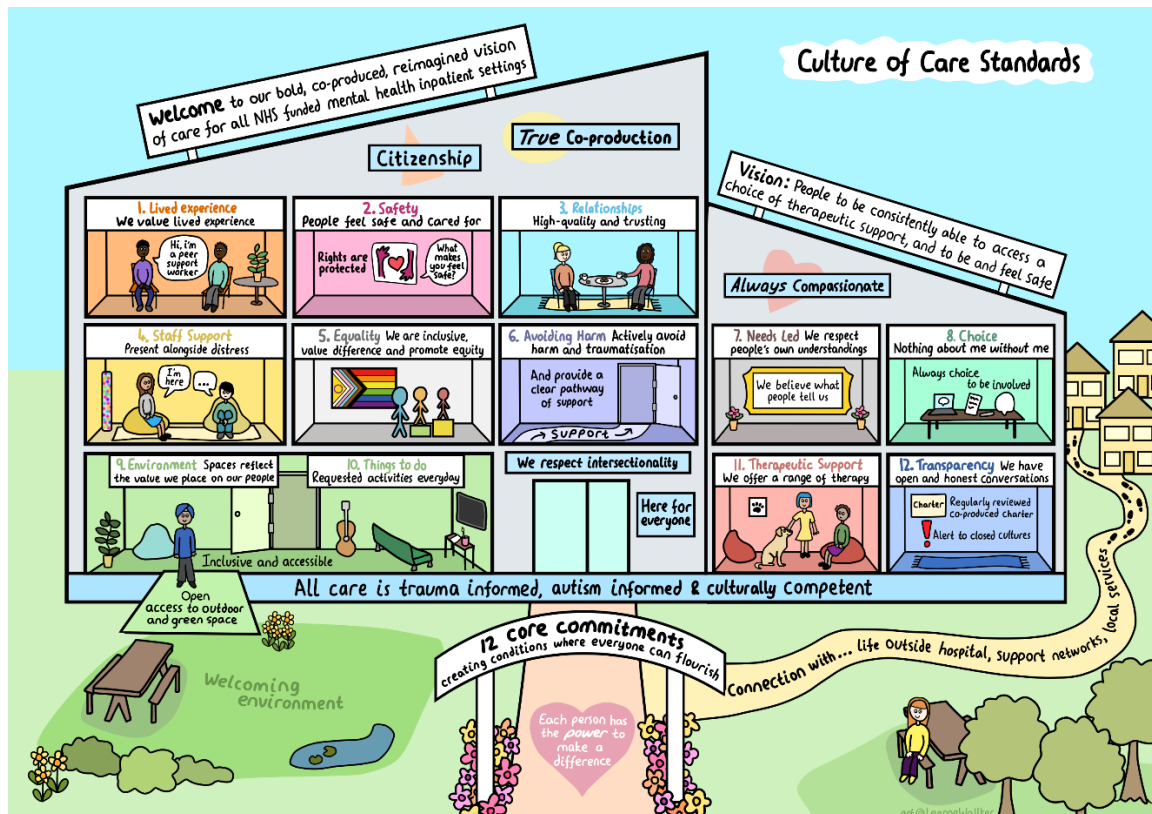 Culture of Care Standards
Welcome to our bold, co-produced, reimagined vision
of care for all NHS funded mental health inpatient settings
True Co-production
Citizenship
Vision: People to be consistently able to access a
choice of therapeutic support, and to be and feel safe
Always Compassionate
1. Lived experience
We value lived experience
Hi, i'm
a peer
support
worker
2. Safety
People feel safe and cared for
Rights are
protected
What
makes
you feel
safe?
3. Relationships
High-quality and trusting
4. Staff Support
Present alongside distress
I'm
here
...
5. Equality We are inclusive,
value difference and promote equity
6. Avoiding Harm Actively avoid
harm and traumatisation
And provide a
clear pathway
of support
SUPPORT
7. Needs Led We respect
people's own understandings
We believe what
people tell us
8. Choice
Nothing about me without me
Always choice
to be involved
9. Environment Spaces reflect
the value we place on our people
10. Things to do
Requested activities everyday
Inclusive and accessible
We respect intersectionality
Here for
everyone
11. Therapeutic Support
We offer a range of therapy
12. Transparency We have
open and honest conversations
Charter
Regularly reviewed
co-produced charter
! Alert to closed cultures
All care is trauma informed, autism informed & culturally competent
Open
access to outdoor
and green space
Welcoming
environment
12 Core commitments
creating conditions where everyone can flourish
Each person has
the power to
make a
difference
Connection with... life outside hospital, support networks, local services
art@LeanneWalker